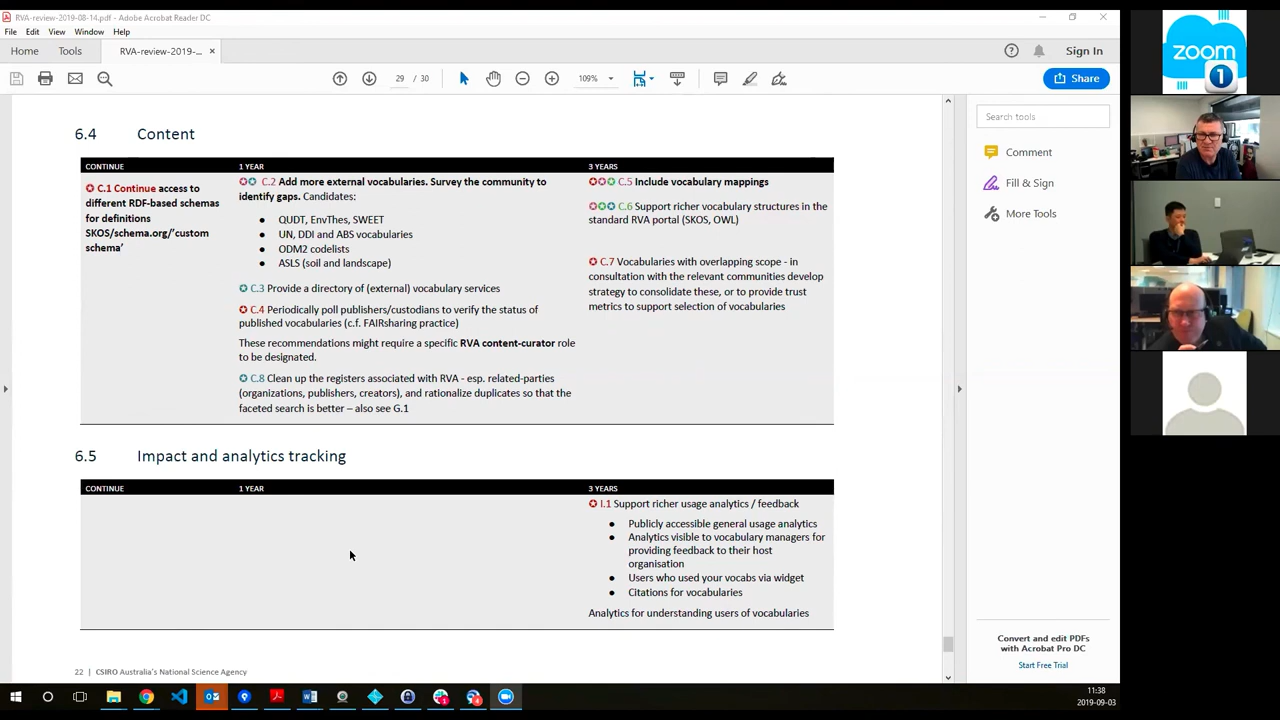 RVA-review-2019-08-14.pdf - Adobe Acrobat Reader DC
File Edit View Window Help
Home Tools RVA-review-2019-... × Sign In
29 / 30 109% Share
6.4 Content
CONTINUE 1 YEAR 3 YEARS
C.1 Continue access to
different RDF-based schemas
for definitions
SKOS/schema.org/'custom
schema'
C.2 Add more external vocabularies. Survey the community to
identify gaps. Candidates:
● QUDT, EnvThes, SWEET
● UN, DDI and ABS vocabularies
● ODM2 codelists
● ASLS (soil and landscape)
C.3 Provide a directory of (external) vocabulary services
C.4 Periodically poll publishers/custodians to verify the status of
published vocabularies (c.f. FAIRsharing practice)
These recommendations might require a specific RVA content-curator role
to be designated.
C.8 Clean up the registers associated with RVA - esp. related-parties
(organizations, publishers, creators), and rationalize duplicates so that the
faceted search is better – also see G.1
C.5 Include vocabulary mappings
C.6 Support richer vocabulary structures in the
standard RVA portal (SKOS, OWL)
C.7 Vocabularies with overlapping scope - in
consultation with the relevant communities develop
strategy to consolidate these, or to provide trust
metrics to support selection of vocabularies
6.5 Impact and analytics tracking
CONTINUE 1 YEAR 3 YEARS
I.1 Support richer usage analytics / feedback
● Publicly accessible general usage analytics
● Analytics visible to vocabulary managers for
providing feedback to their host
organisation
● Users who used your vocabs via widget
● Citations for vocabularies
Analytics for understanding users of vocabularies
22 | CSIRO Australia's National Science Agency
Search tools
Comment
Fill & Sign
More Tools
Convert and edit PDFs
with Acrobat Pro DC
Start Free Trial
zoom
1
11:38
2019-09-03